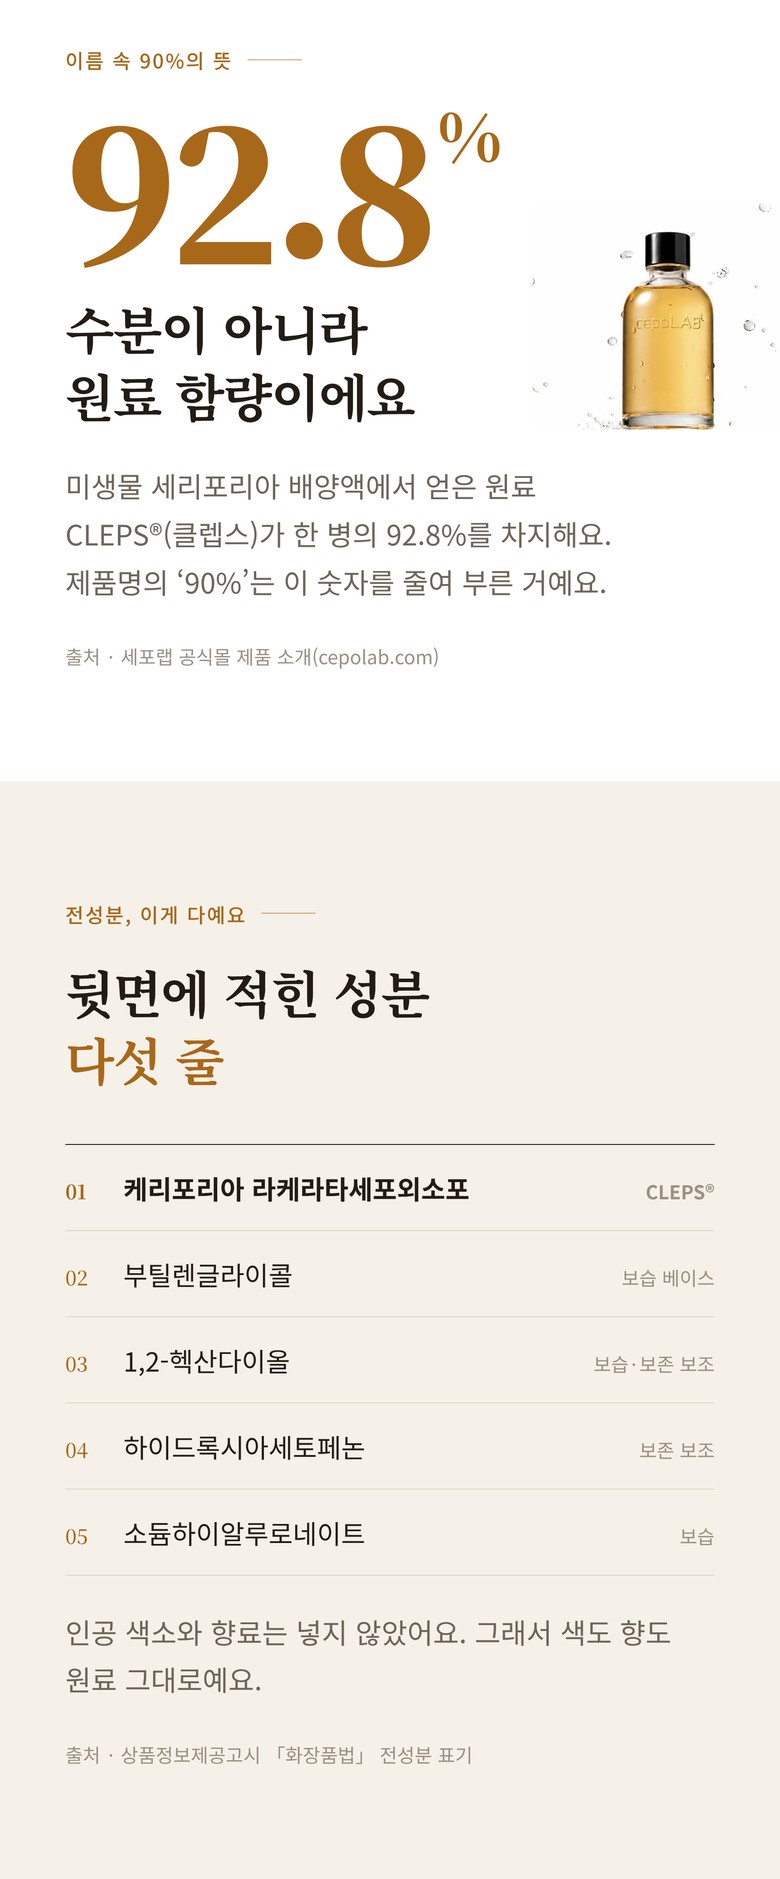 이름 속 90%의 뜻
92.8%
수분이 아니라
원료 함량이에요
cepoLAB
미생물 세리포리아 배양액에서 얻은 원료
CLEPS®(클렙스)가 한 병의 92.8%를 차지해요.
제품명의 ‘90%’는 이 숫자를 줄여 부른 거예요.
출처 · 세포랩 공식몰 제품 소개(cepolab.com)
전성분, 이게 다예요
뒷면에 적힌 성분
다섯 줄
01 케리포리아 라케라타세포외소포 CLEPS®
02 부틸렌글라이콜 보습 베이스
03 1,2-헥산다이올 보습·보존 보조
04 하이드록시아세토페논 보존 보조
05 소듐하이알루로네이트 보습
인공 색소와 향료는 넣지 않았어요. 그래서 색도 향도
원료 그대로예요.
출처 · 상품정보제공고시 「화장품법」 전성분 표기